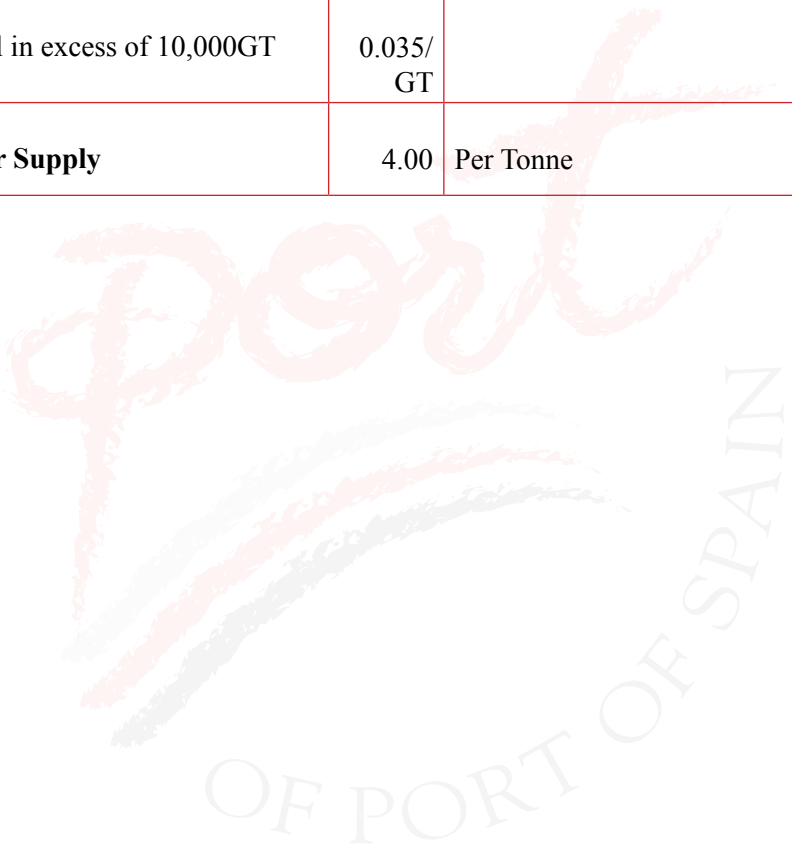 in excess of 10,000GT 0.035/
GT
Supply 4.00 Per Tonne
port
OF PORT OF SPAIN